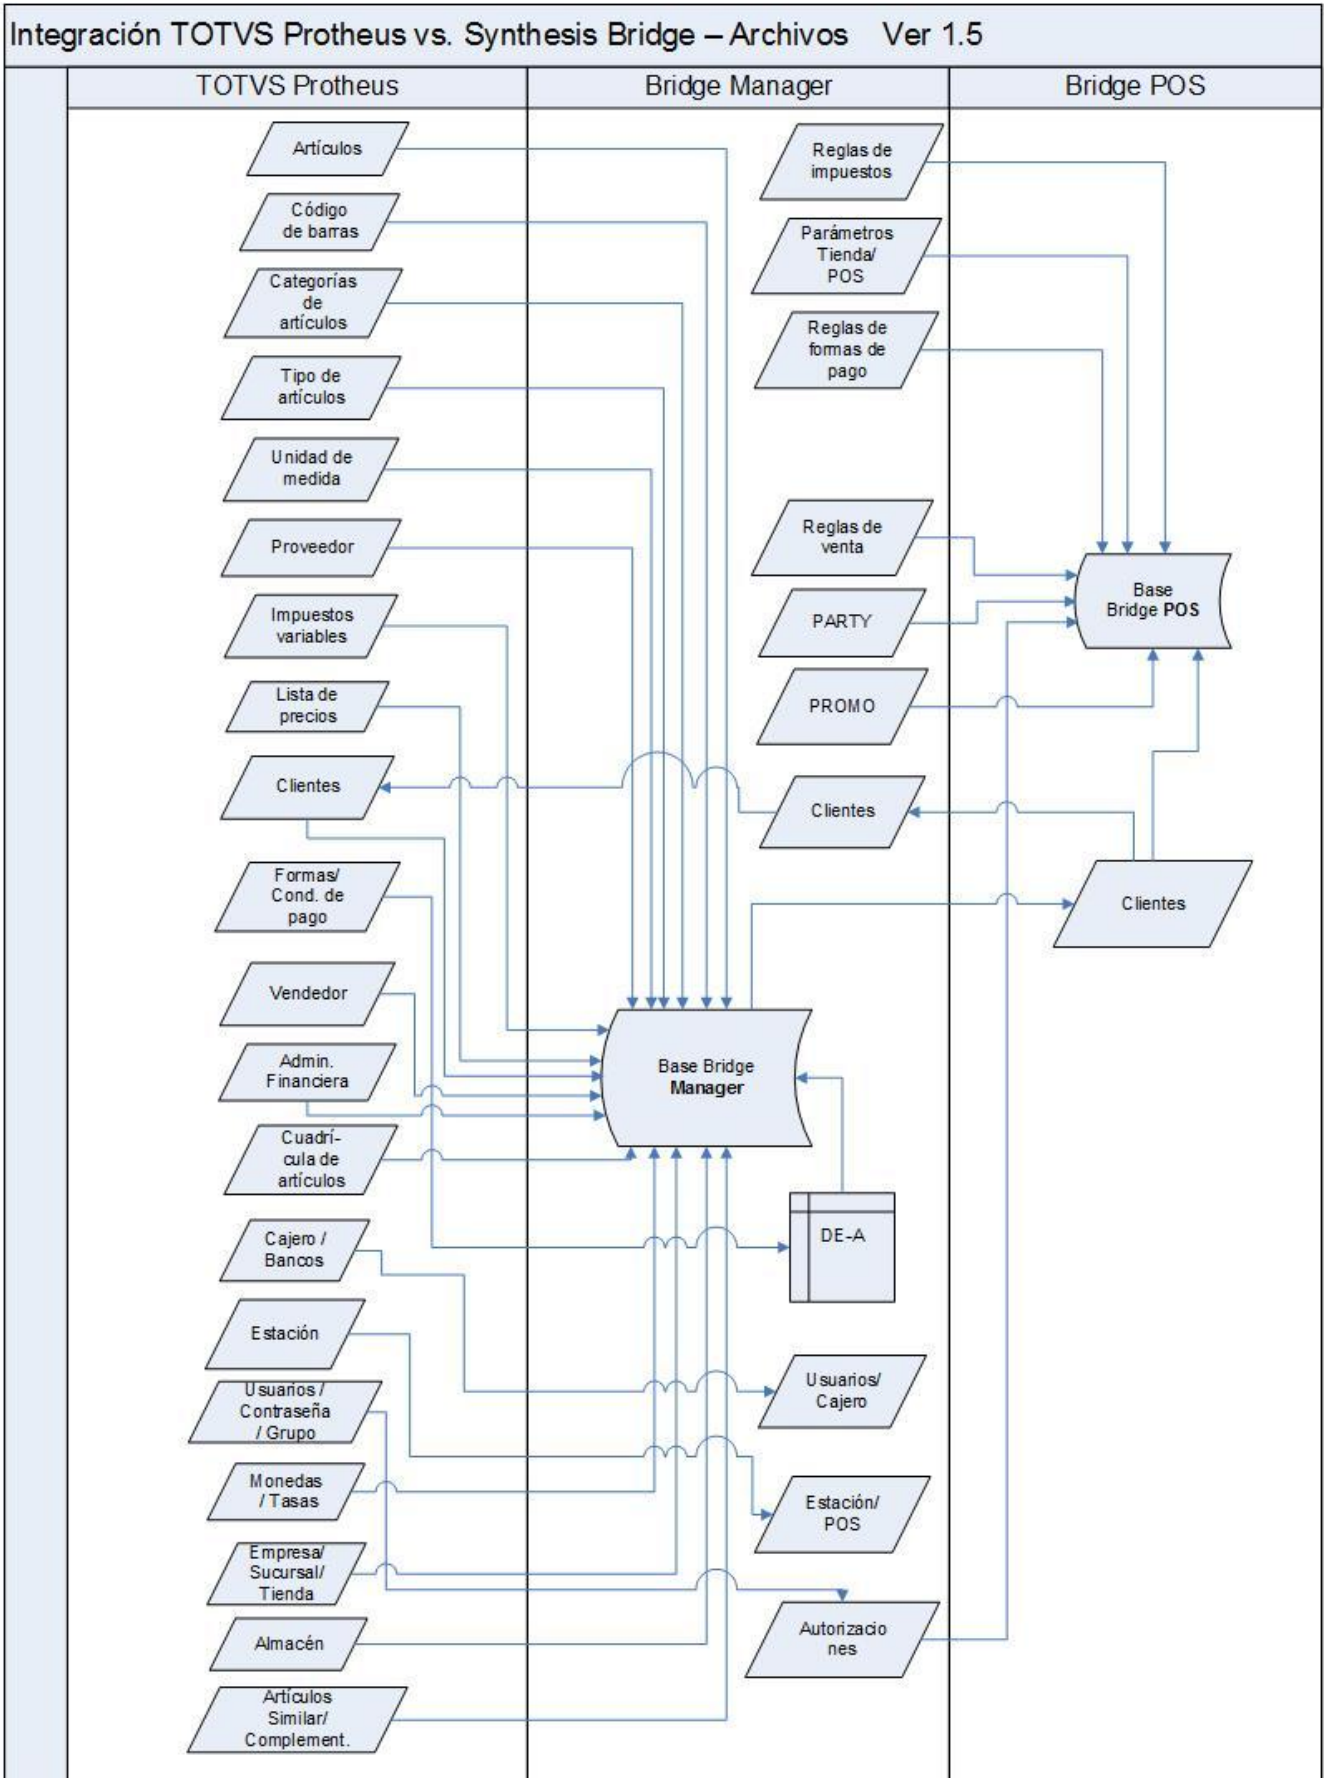 Integración TOTVS Protheus vs. Synthesis Bridge – Archivos Ver 1.5
TOTVS Protheus
Bridge Manager
Bridge POS
Artículos
Código
de barras
Categorías
de
artículos
Tipo de
artículos
Unidad de
medida
Proveedor
Impuestos
variables
Lista de
precios
Clientes
Formas/
Cond. de
pago
Vendedor
Admin.
Financiera
Cuadrí-
cula de
artículos
Cajero /
Bancos
Estación
Usuarios /
Contraseña
/ Grupo
Monedas
/ Tasas
Empresa/
Sucursal/
Tienda
Almacén
Artículos
Similar/
Complement.
Reglas de
impuestos
Parámetros
Tienda/
POS
Reglas de
formas de
pago
Reglas de
venta
PARTY
PROMO
Clientes
Base Bridge
Manager
DE-A
Usuarios/
Cajero
Estación/
POS
Autorizacio
nes
Base
Bridge POS
Clientes